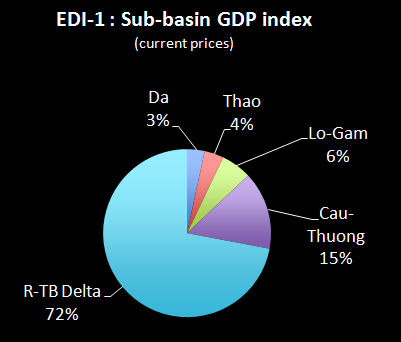 EDI-1 : Sub-basin GDP index
(current prices)
Da
3%
Thao
4%
Lo-Gam
6%
Cau-
Thuong
15%
R-TB Delta
72%